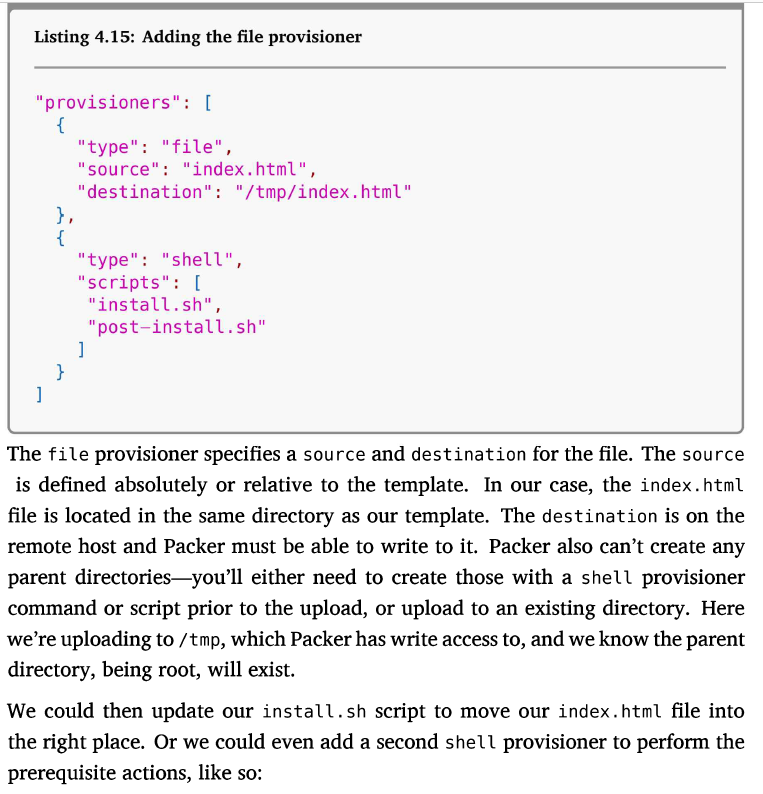 Listing 4.15: Adding the file provisioner
"provisioners": [
  {
    "type": "file",
    "source": "index.html",
    "destination": "/tmp/index.html"
  },
  {
    "type": "shell",
    "scripts": [
     "install.sh",
     "post-install.sh"
    ]
  }
]
The file provisioner specifies a source and destination for the file. The source
is defined absolutely or relative to the template. In our case, the index.html
file is located in the same directory as our template. The destination is on the
remote host and Packer must be able to write to it. Packer also can’t create any
parent directories—you’ll either need to create those with a shell provisioner
command or script prior to the upload, or upload to an existing directory. Here
we’re uploading to /tmp, which Packer has write access to, and we know the parent
directory, being root, will exist.
We could then update our install.sh script to move our index.html file into
the right place. Or we could even add a second shell provisioner to perform the
prerequisite actions, like so: